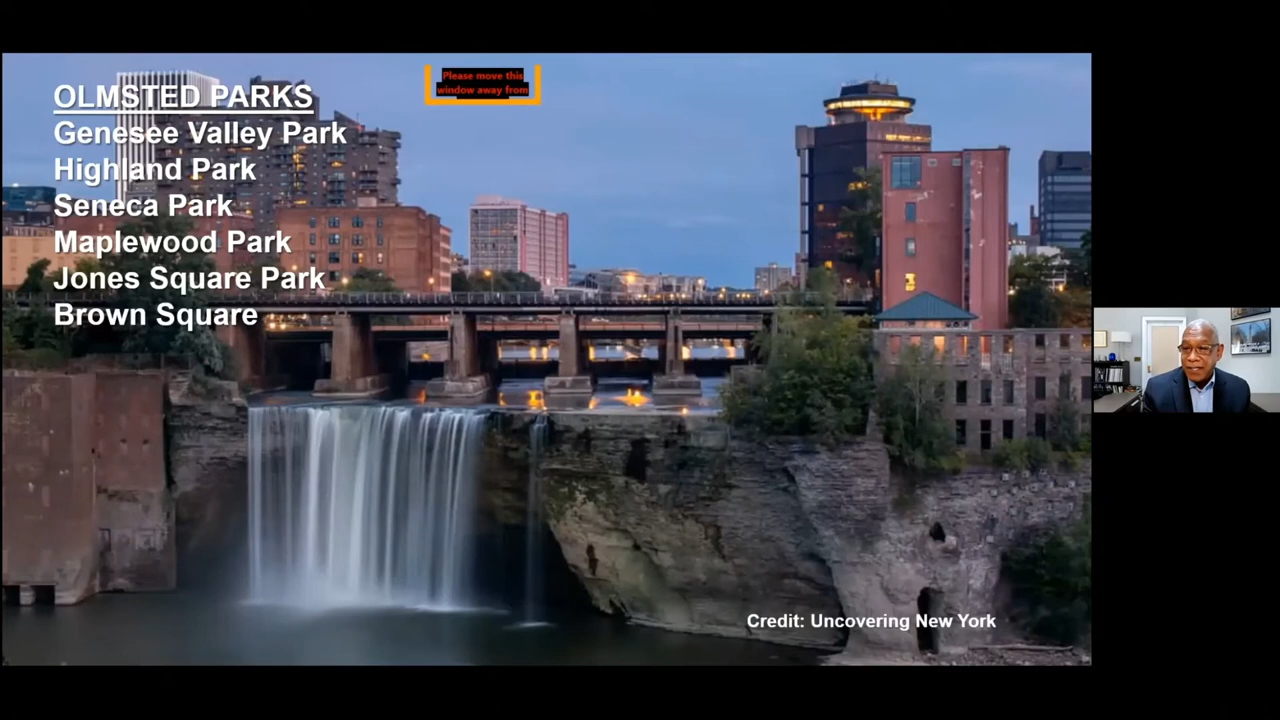 OLMSTED PARKS
Genesee Valley Park
Highland Park
Seneca Park
Maplewood Park
Jones Square Park
Brown Square
Please move this
window away from
Credit: Uncovering New York